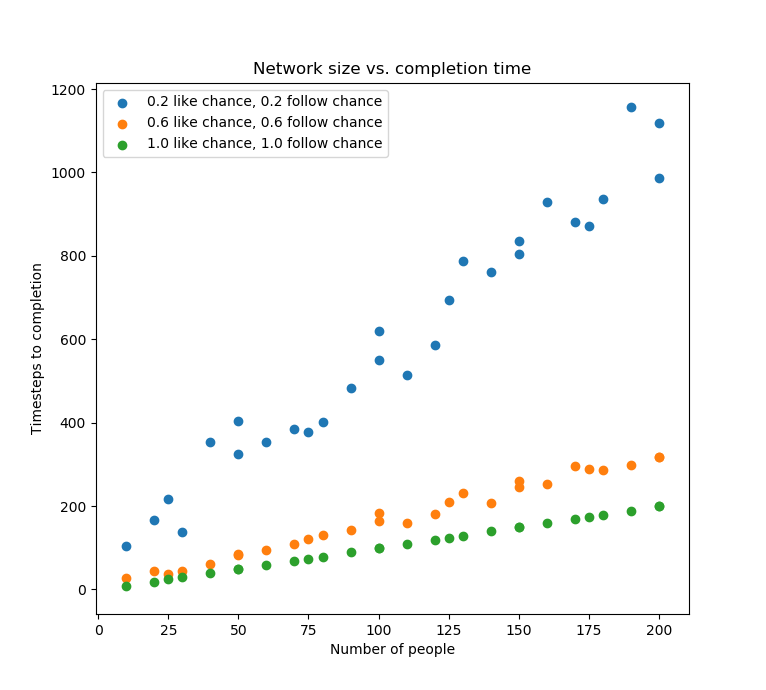 Network size vs. completion time
0.2 like chance, 0.2 follow chance
0.6 like chance, 0.6 follow chance
1.0 like chance, 1.0 follow chance
Timesteps to completion
1200
1000
800
600
400
200
0
0 25 50 75 100 125 150 175 200
Number of people